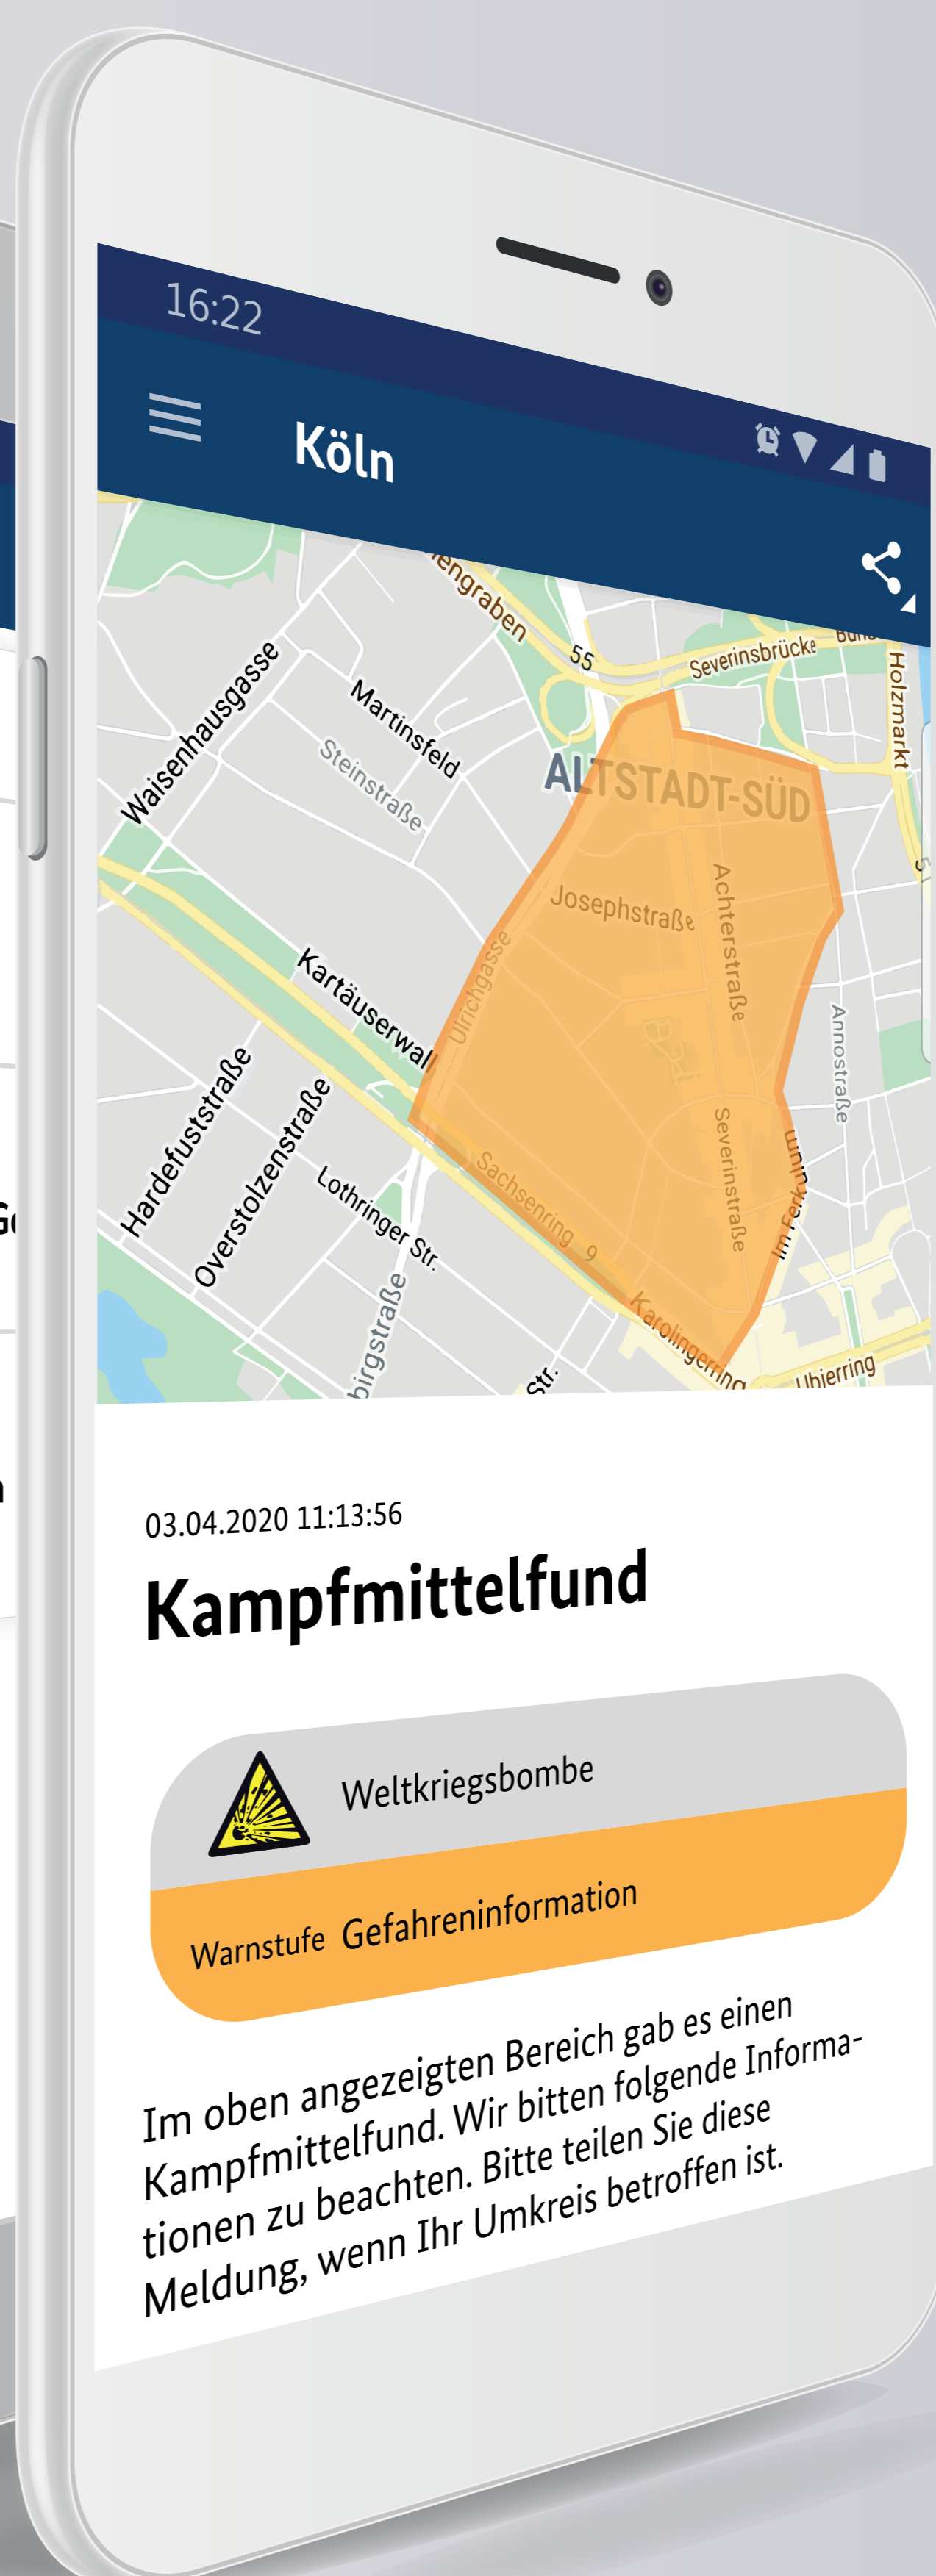 16:22
Köln
55
Severinsbrücke
Holzmarkt
Waisenhausgasse
Martinsfeld
Steinstraße
ALTSTADT-SÜD
Josephstraße
Achterstraße
Ulrichgasse
Kartäuserwall
Annostraße
Hardefuststraße
Overstolzenstraße
Lothringer Str.
Severinstraße
Sachsenring
9
Karolingerring
Ubierring
Str.
03.04.2020 11:13:56
Kampfmittelfund
Weltkriegsbombe
Warnstufe Gefahreninformation
Im oben angezeigten Bereich gab es einen
Kampfmittelfund. Wir bitten folgende Informa-
tionen zu beachten. Bitte teilen Sie diese
Meldung, wenn Ihr Umkreis betroffen ist.